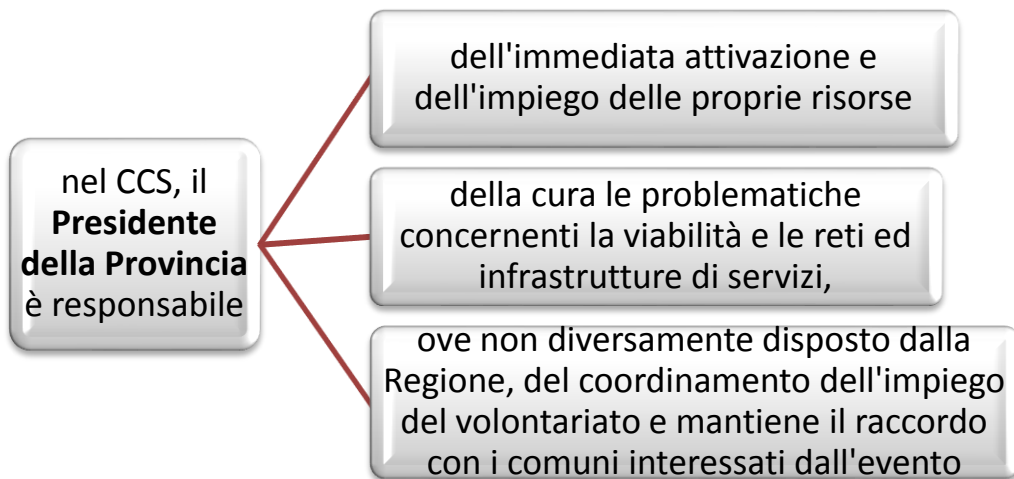 nel CCS, il
Presidente
della Provincia
è responsabile
dell'immediata attivazione e
dell'impiego delle proprie risorse
della cura le problematiche
concernenti la viabilità e le reti ed
infrastrutture di servizi,
ove non diversamente disposto dalla
Regione, del coordinamento dell'impiego
del volontariato e mantiene il raccordo
con i comuni interessati dall'evento